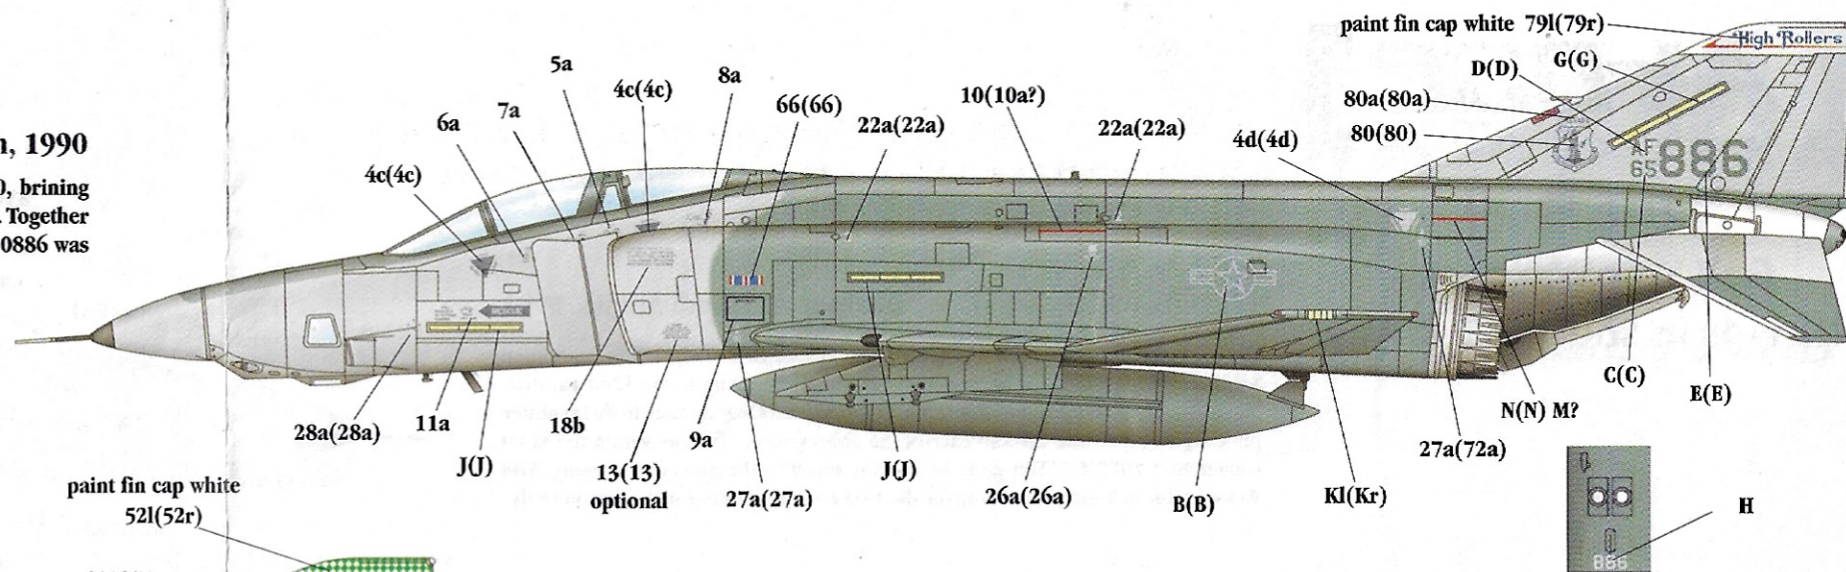 paint fin cap white 79l(79r)
High Rollers
D(D)
G(G)
5a
4c(4c)
8a
66(66)
10(10a?)
80a(80a)
7a
6a
22a(22a)
22a(22a)
4d(4d)
80(80)
AF
65
886
n, 1990
4c(4c)
0, brining
. Together
0886 was
RESCUE
28a(28a)
11a
J(J)
18b
13(13)
optional
9a
27a(27a)
J(J)
26a(26a)
B(B)
Kl(Kr)
27a(72a)
N(N) M?
C(C)
E(E)
paint fin cap white
52l(52r)
H
886